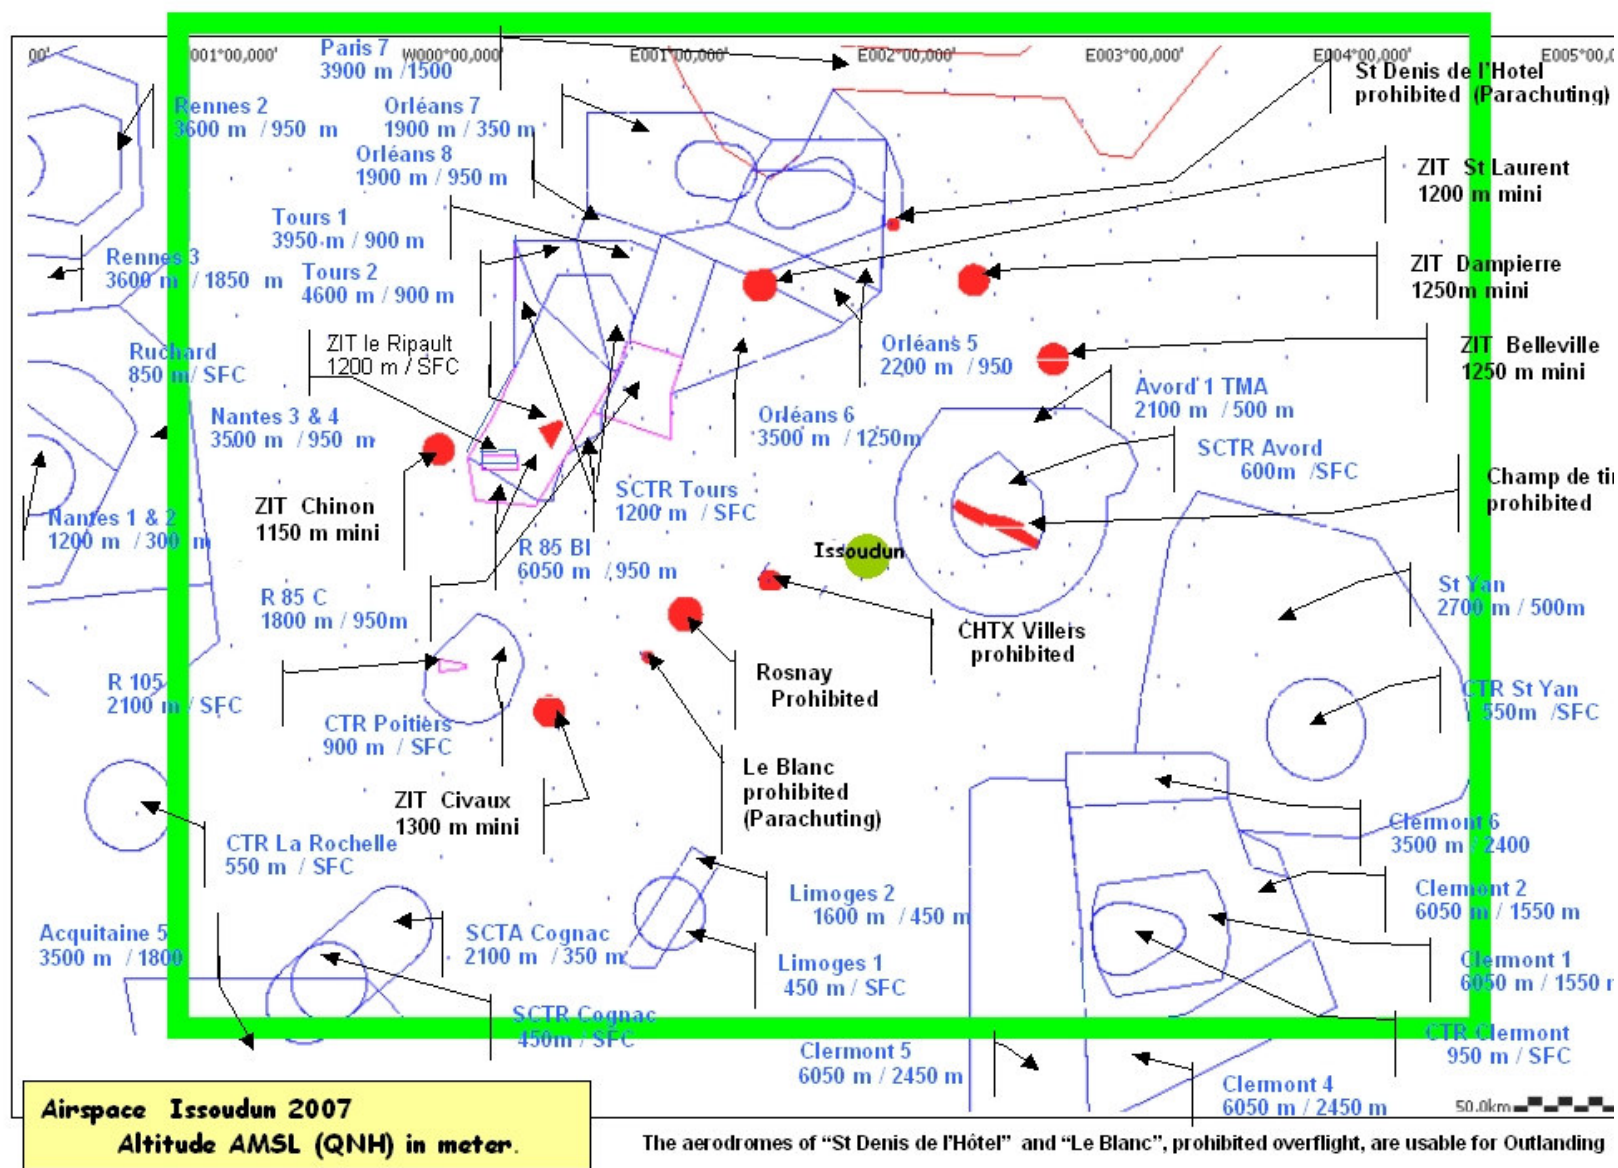 00'
001°00,000'
W000°00,000'
E001°00,000'
E002°00,000'
E003°00,000'
E004°00,000'
Paris 7
3900 m /1500
St Denis de l'Hotel
prohibited (Parachuting)
Rennes 2
3600 m / 950 m
Orléans 7
1900 m / 350 m
Orléans 8
1900 m / 950 m
ZIT St Laurent
1200 m mini
Tours 1
3950 m / 900 m
Rennes 3
3600 m / 1850 m
Tours 2
4600 m / 900 m
ZIT Dampierre
1250m mini
ZIT le Ripault
1200 m / SFC
Orléans 5
2200 m / 950
ZIT Belleville
1250 m mini
Ruchard
850 m/ SFC
Avord 1 TMA
2100 m / 500 m
Nantes 3 & 4
3500 m / 950 m
Orléans 6
3500 m / 1250m
SCTR Avord
600m /SFC
Champ de tir
prohibited
ZIT Chinon
1150 m mini
SCTR Tours
1200 m / SFC
Nantes 1 & 2
1200 m / 300 m
R 85 BI
6050 m / 950 m
Issoudun
R 85 C
1800 m / 950m
St Yan
2700 m / 500m
CHTX Villers
prohibited
Rosnay
Prohibited
R 105
2100 m / SFC
CTR Poitiers
900 m / SFC
CTR St Yan
550m /SFC
Le Blanc
prohibited
(Parachuting)
ZIT Civaux
1300 m mini
CTR La Rochelle
550 m / SFC
Clermont 6
3500 m / 2400
Limoges 2
1600 m / 450 m
Clermont 2
6050 m / 1550 m
Acquitaine 5
3500 m / 1800
SCTA Cognac
2100 m / 350 m
Limoges 1
450 m / SFC
Clermont 1
6050 m / 1550 m
SCTR Cognac
450m / SFC
CTR Clermont
950 m / SFC
Clermont 5
6050 m / 2450 m
Clermont 4
6050 m / 2450 m
50.0km
Airspace Issoudun 2007
Altitude AMSL (QNH) in meter.
The aerodromes of “St Denis de l'Hôtel” and “Le Blanc”, prohibited overflight, are usable for Outlanding